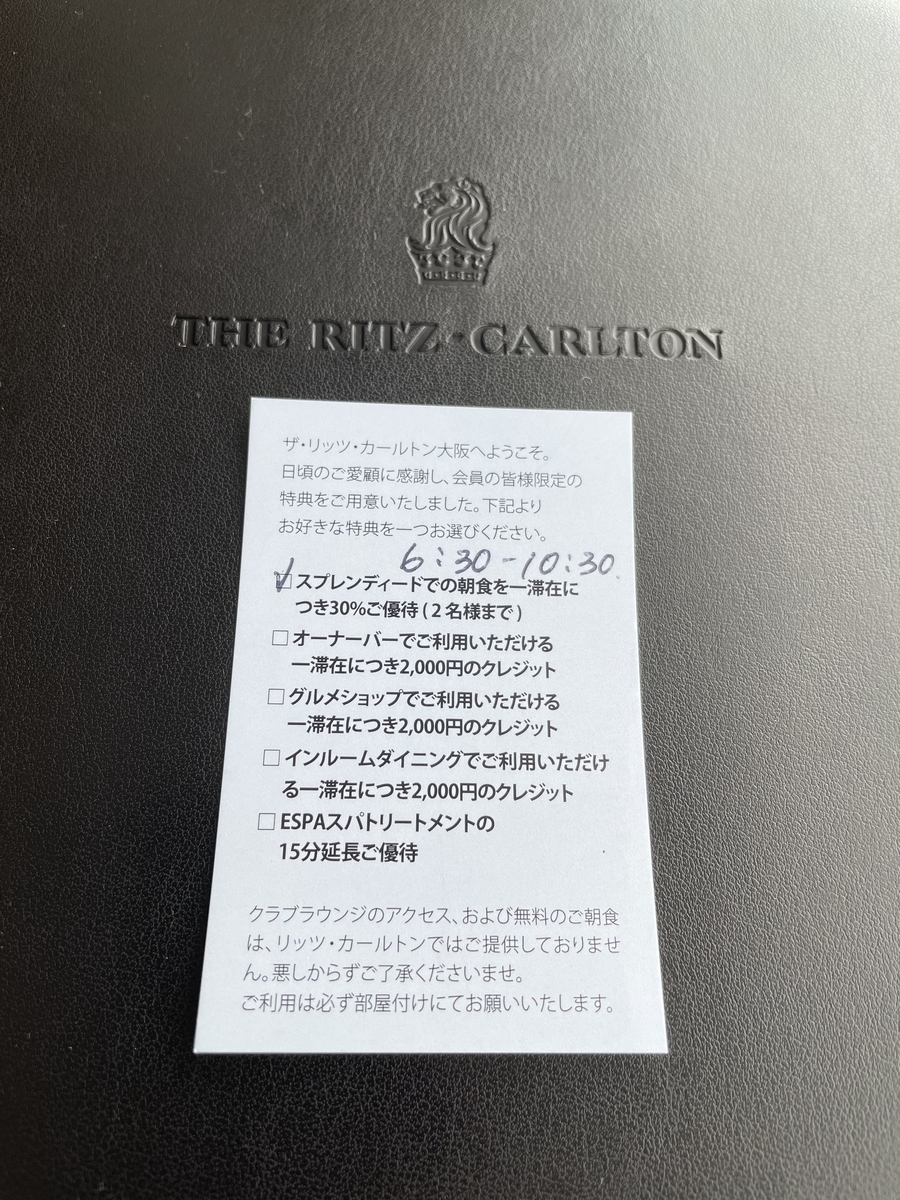 THE RITZ・CARLTON
ザ・リッツ・カールトン大阪へようこそ。
日頃のご愛顧に感謝し、会員の皆様限定の
特典をご用意いたしました。下記より
お好きな特典を一つお選びください。
6:30-10:30
☑ スプレンディードでの朝食を一滞在に
つき30%ご優待 ( 2 名様まで )
□ オーナーバーでご利用いただける
一滞在につき2,000円のクレジット
□ グルメショップでご利用いただける
一滞在につき2,000円のクレジット
□ インルームダイニングでご利用いただけ
る一滞在につき2,000円のクレジット
□ ESPAスパトリートメントの
15分延長ご優待
クラブラウンジのアクセス、および無料のご朝食
は、リッツ・カールトンではご提供しておりませ
ん。悪しからずご了承くださいませ。
ご利用は必ず部屋付けにてお願いいたします。